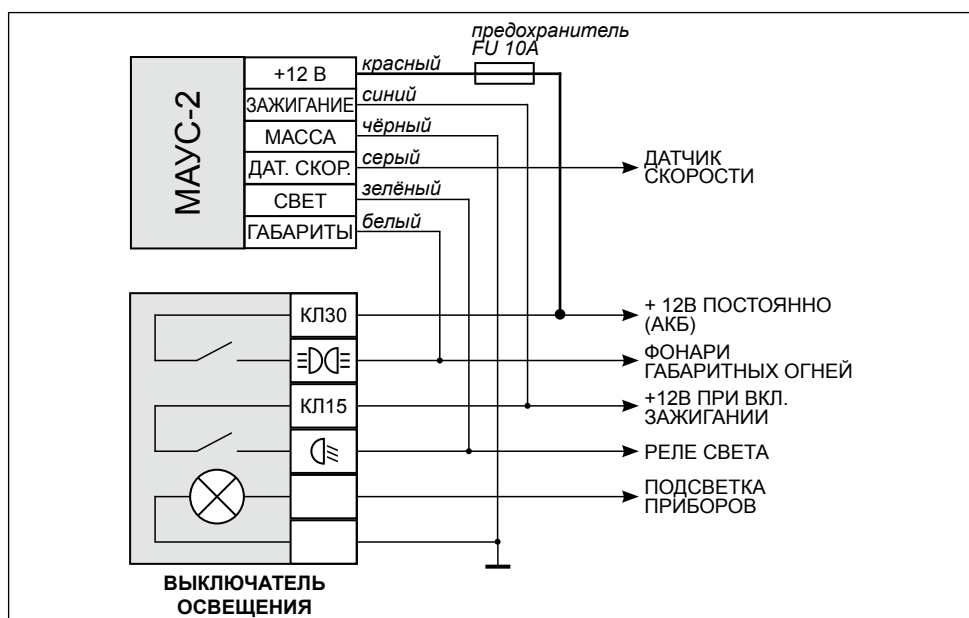 предохранитель
FU 10А
МАУС-2
+12 В
красный
ЗАЖИГАНИЕ
синий
МАССА
чёрный
ДАТ. СКОР.
серый
ДАТЧИК
СКОРОСТИ
СВЕТ
зелёный
ГАБАРИТЫ
белый
КЛ30
+ 12В ПОСТОЯННО
(АКБ)
ФОНАРИ
ГАБАРИТНЫХ ОГНЕЙ
КЛ15
+12В ПРИ ВКЛ.
ЗАЖИГАНИИ
РЕЛЕ СВЕТА
ПОДСВЕТКА
ПРИБОРОВ
ВЫКЛЮЧАТЕЛЬ
ОСВЕЩЕНИЯ